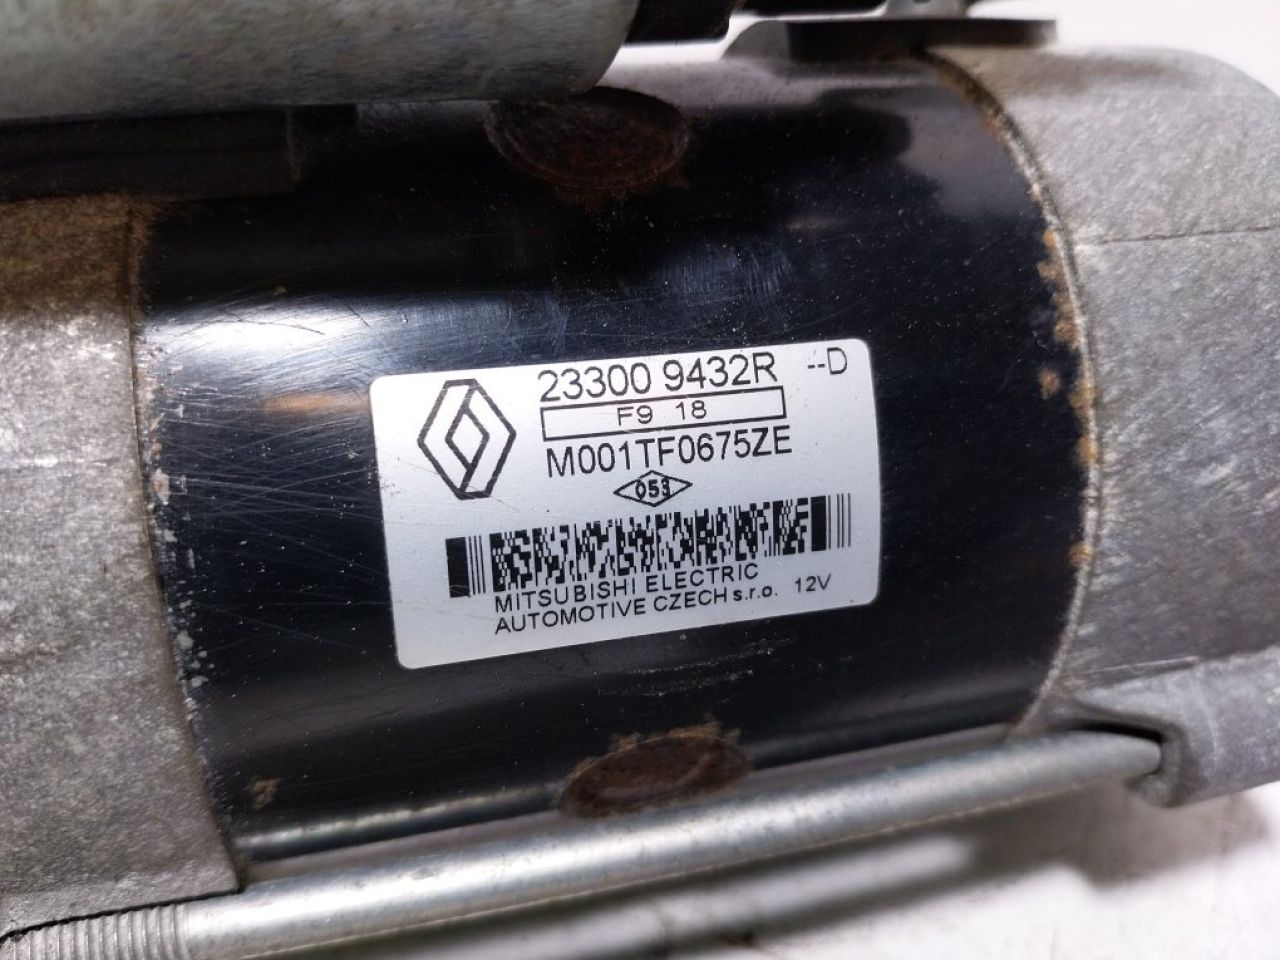 23300 9432R --D
F9 18
M001TF0675ZE
053
MITSUBISHI ELECTRIC
AUTOMOTIVE CZECH s.r.o. 12V